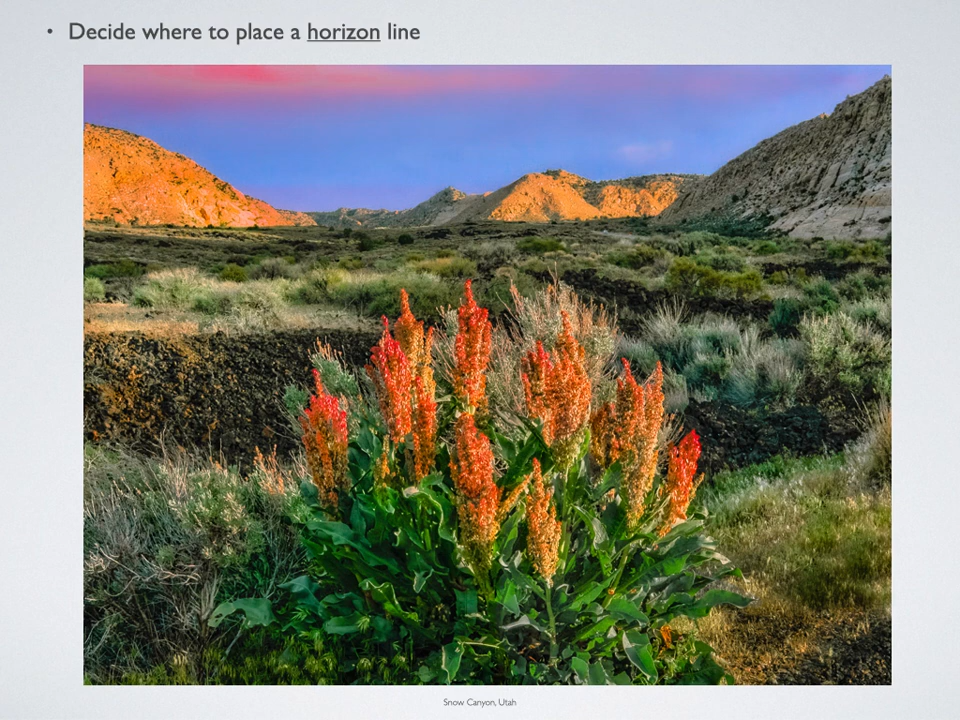 • Decide where to place a horizon line
Snow Canyon, Utah